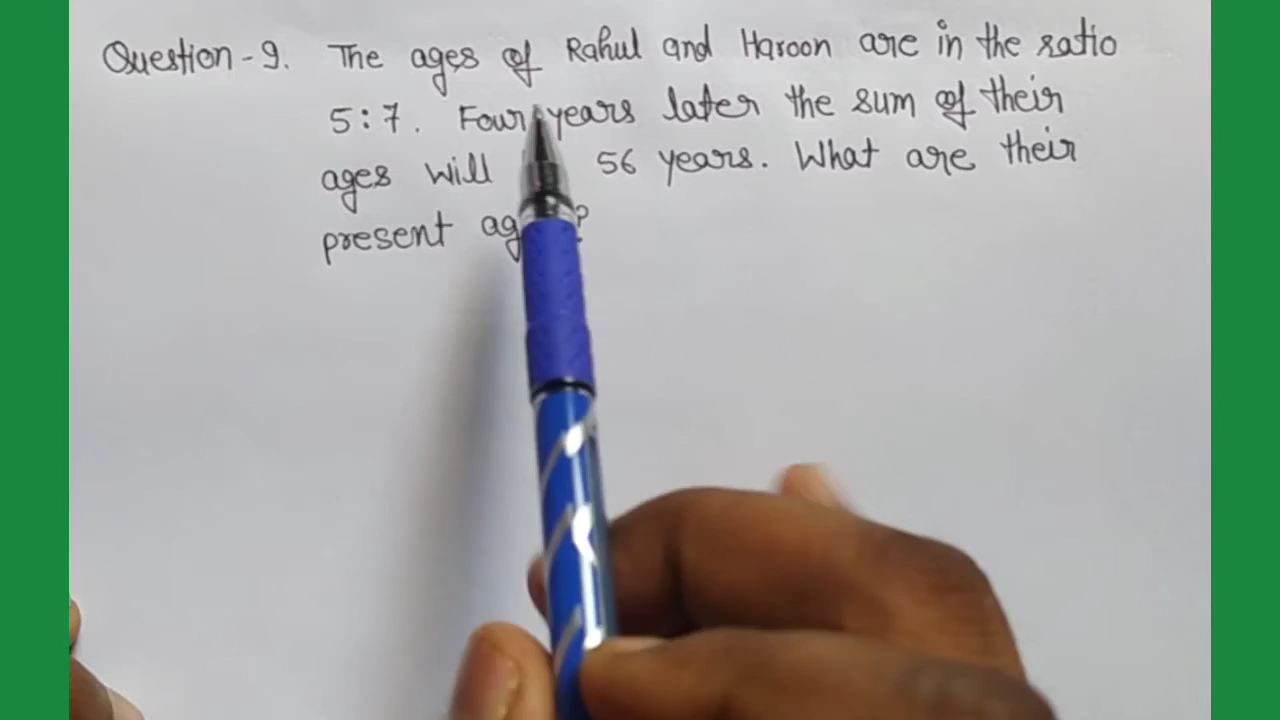 Question-9. The ages of Rahul and Haroon are in the ratio
5:7. Four years later the sum of their
ages will 56 years. What are their
present ag ?